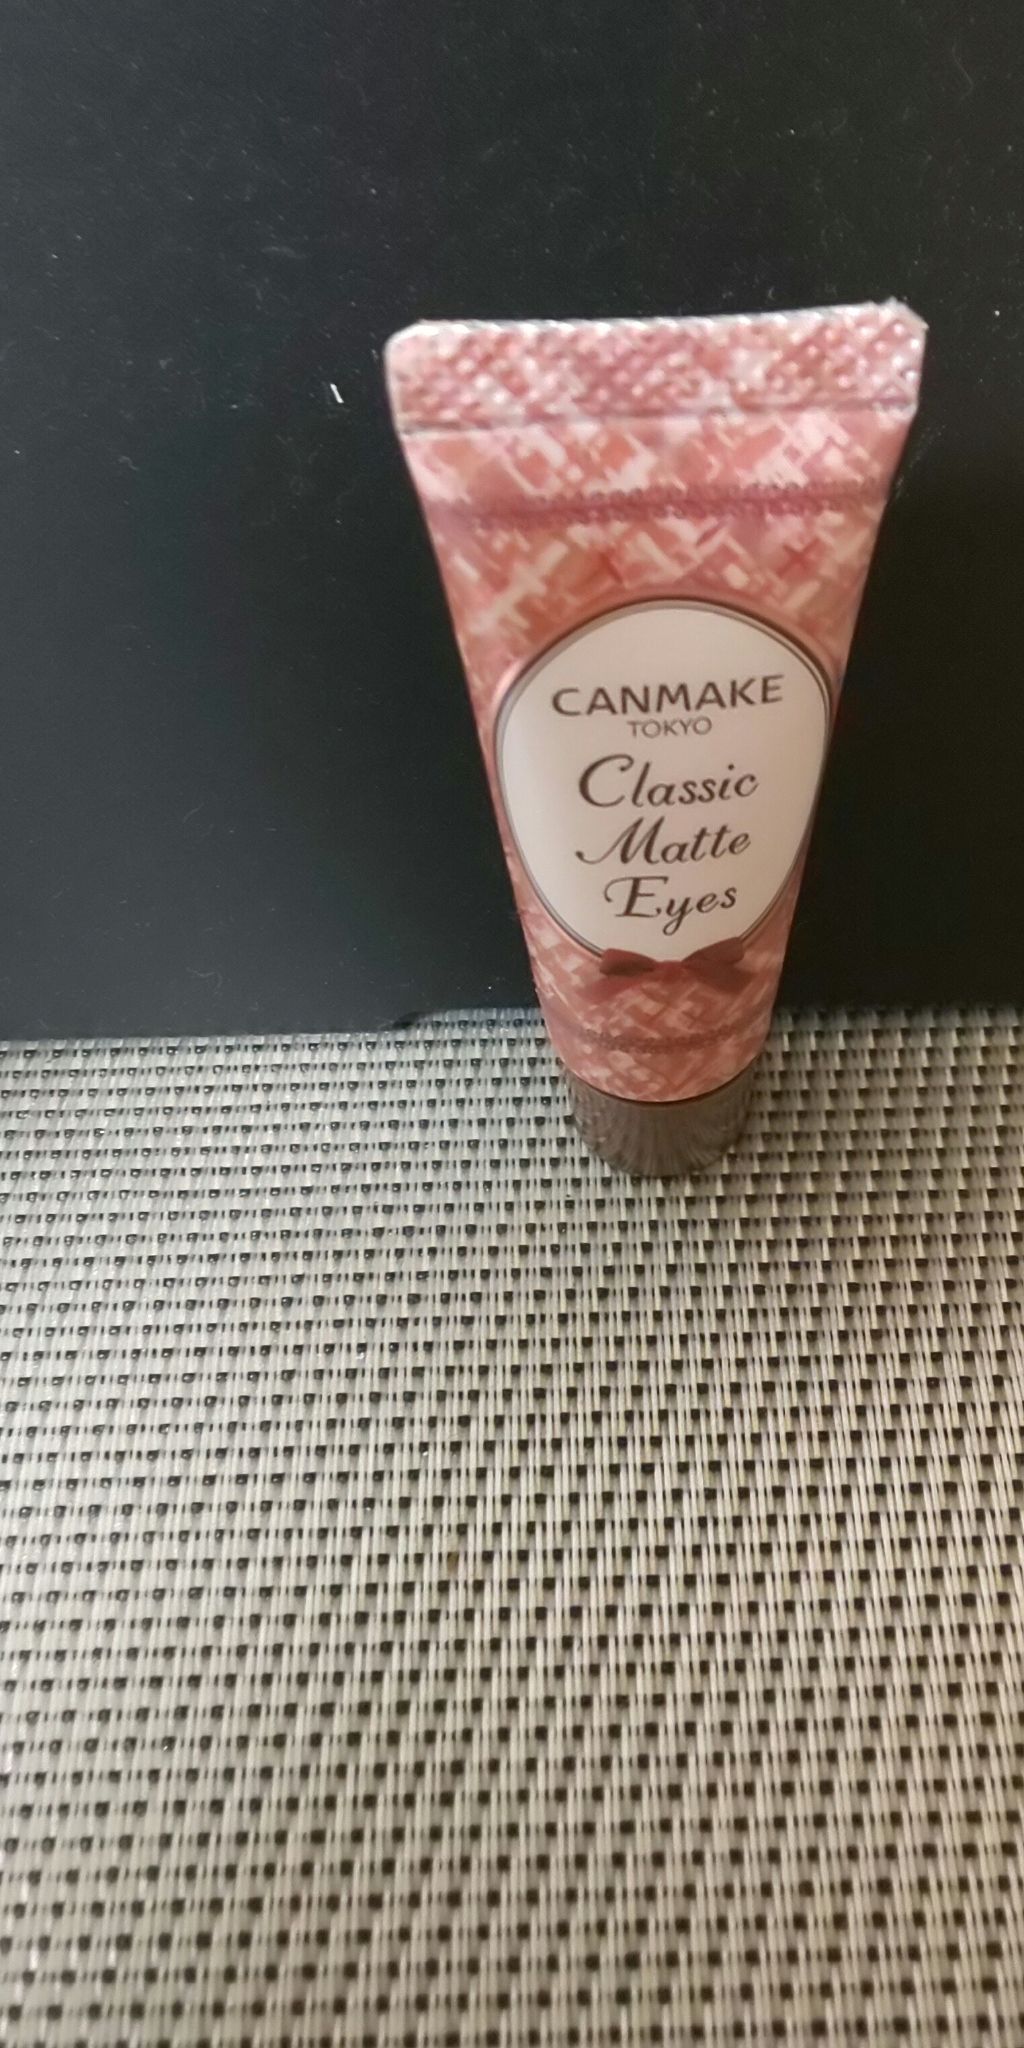 CANMAKE
TOKYO
Classic
Matte
Eyes